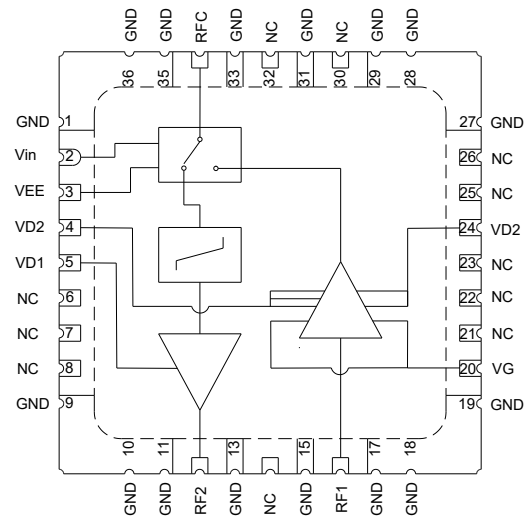 GND GND RFC GND NC GND NC GND GND
36 35 33 32 31 30 29 28
GND 1
Vin 2
VEE 3
VD2 4
VD1 5
NC 6
NC 7
NC 8
GND 9
27 GND
26 NC
25 NC
24 VD2
23 NC
22 NC
21 NC
20 VG
19 GND
10 11 13 15 17 18
GND GND RF2 GND NC GND RF1 GND GND